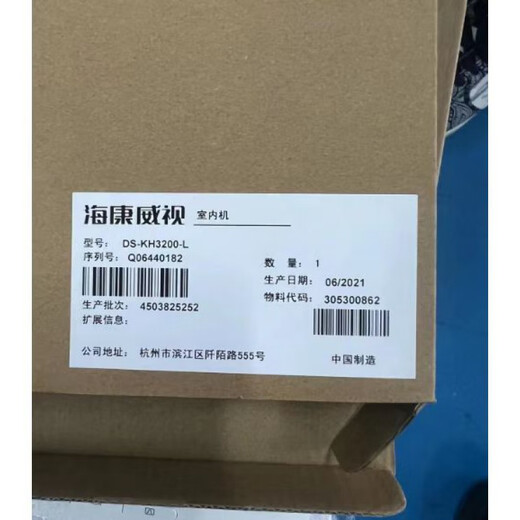 海康威视 室内机
型号: DS-KH3200-L
序列号: Q06440182
数 量: 1
生产日期: 06/2021
生产批次: 4503825252
物料代码: 305300862
扩展信息:
公司地址: 杭州市滨江区阡陌路555号
中国制造